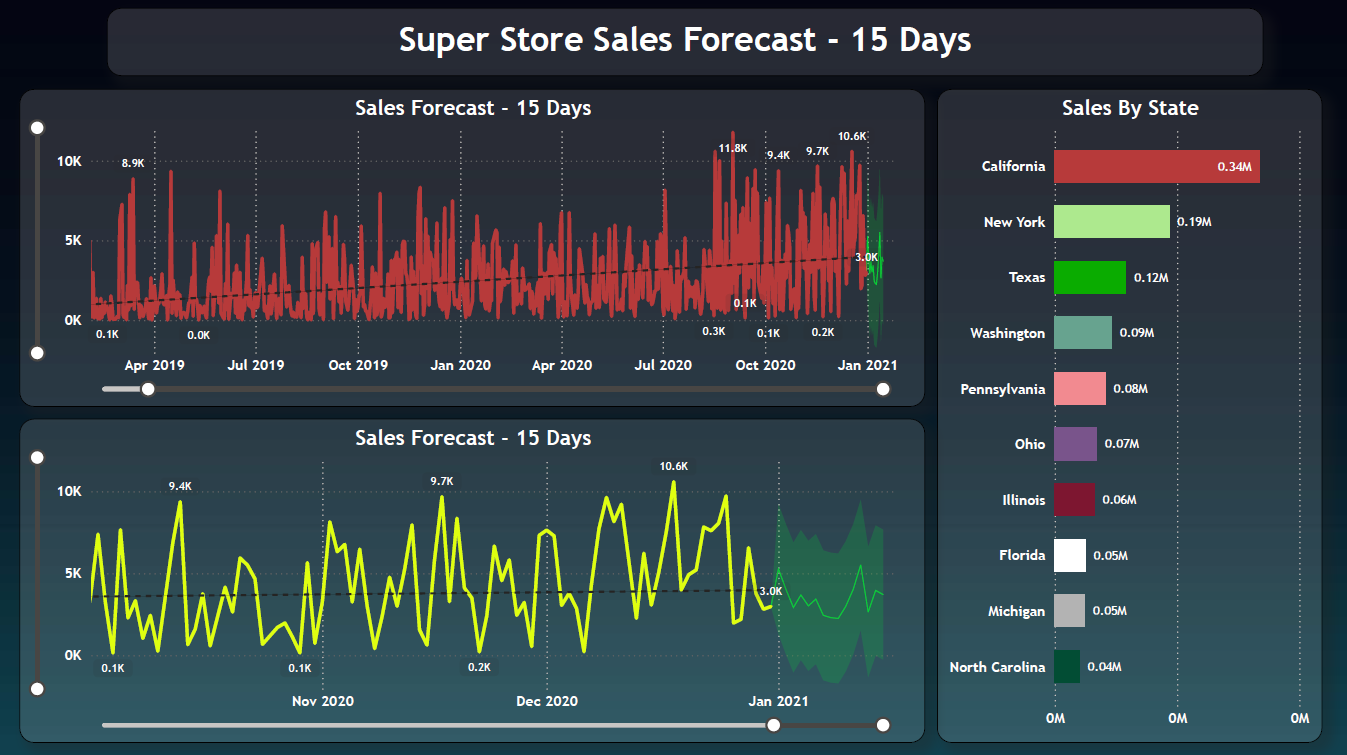 Super Store Sales Forecast - 15 Days
Sales Forecast - 15 Days
10K
5K
0K
8.9K
11.8K
9.4K
9.7K
10.6K
3.0K
0.1K
0.0K
0.3K
0.1K
0.1K
0.2K
Apr 2019
Jul 2019
Oct 2019
Jan 2020
Apr 2020
Jul 2020
Oct 2020
Jan 2021
Sales Forecast - 15 Days
10K
5K
0K
9.4K
9.7K
10.6K
3.0K
0.1K
0.1K
0.2K
Nov 2020
Dec 2020
Jan 2021
Sales By State
California 0.34M
New York 0.19M
Texas 0.12M
Washington 0.09M
Pennsylvania 0.08M
Ohio 0.07M
Illinois 0.06M
Florida 0.05M
Michigan 0.05M
North Carolina 0.04M
0M 0M 0M